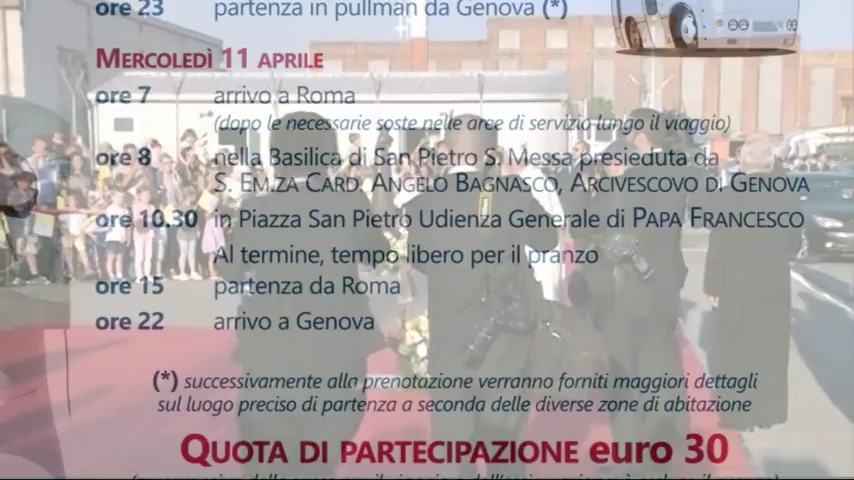 ore 23 partenza in pullman da Genova (*)
MERCOLEDÌ 11 APRILE
ore 7 arrivo a Roma
(dopo le necessarie soste nelle aree di servizio lungo il viaggio)
ore 8 nella Basilica di San Pietro S. Messa presieduta da
S. EM.ZA CARD. ANGELO BAGNASCO, ARCIVESCOVO DI GENOVA
ore 10.30 in Piazza San Pietro Udienza Generale di PAPA FRANCESCO
Al termine, tempo libero per il pranzo
ore 15 partenza da Roma
ore 22 arrivo a Genova
(*) successivamente alla prenotazione verranno forniti maggiori dettagli
sul luogo preciso di partenza a seconda delle diverse zone di abitazione
QUOTA DI PARTECIPAZIONE euro 30